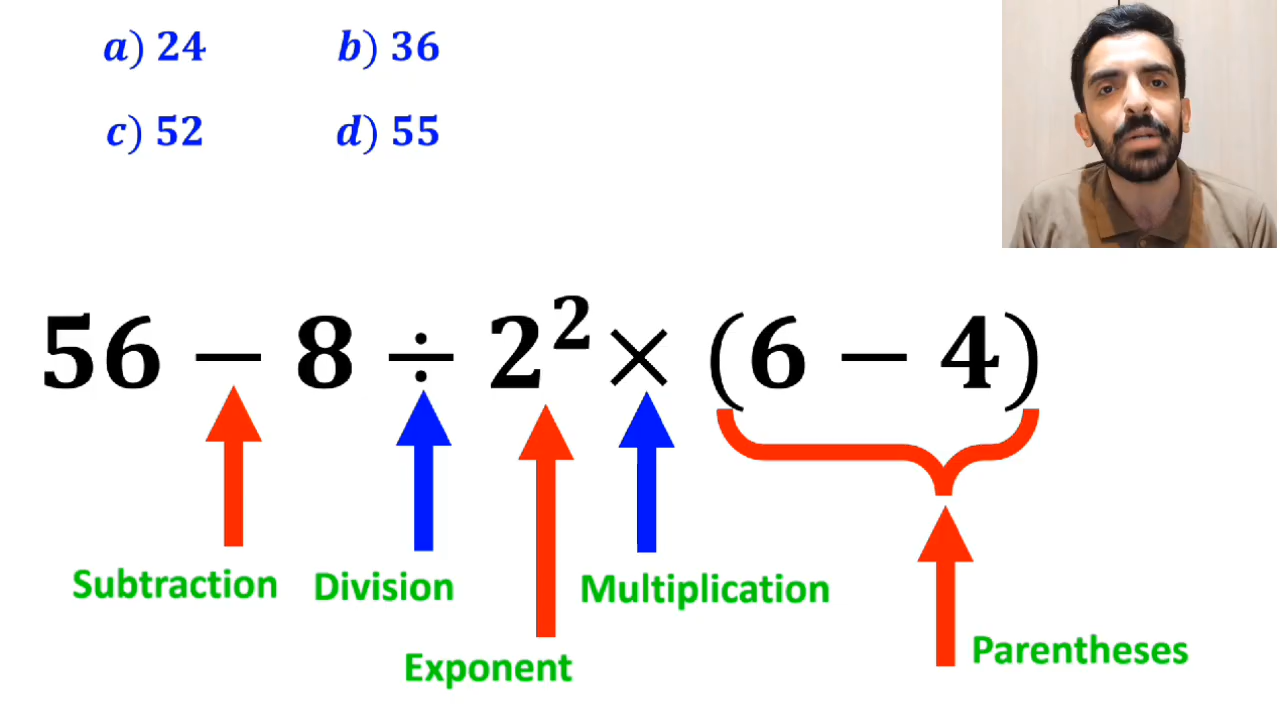 a) 24 b) 36
c) 52 d) 55
56 − 8 ÷ 2² × (6 − 4)
Subtraction Division Multiplication
Exponent Parentheses